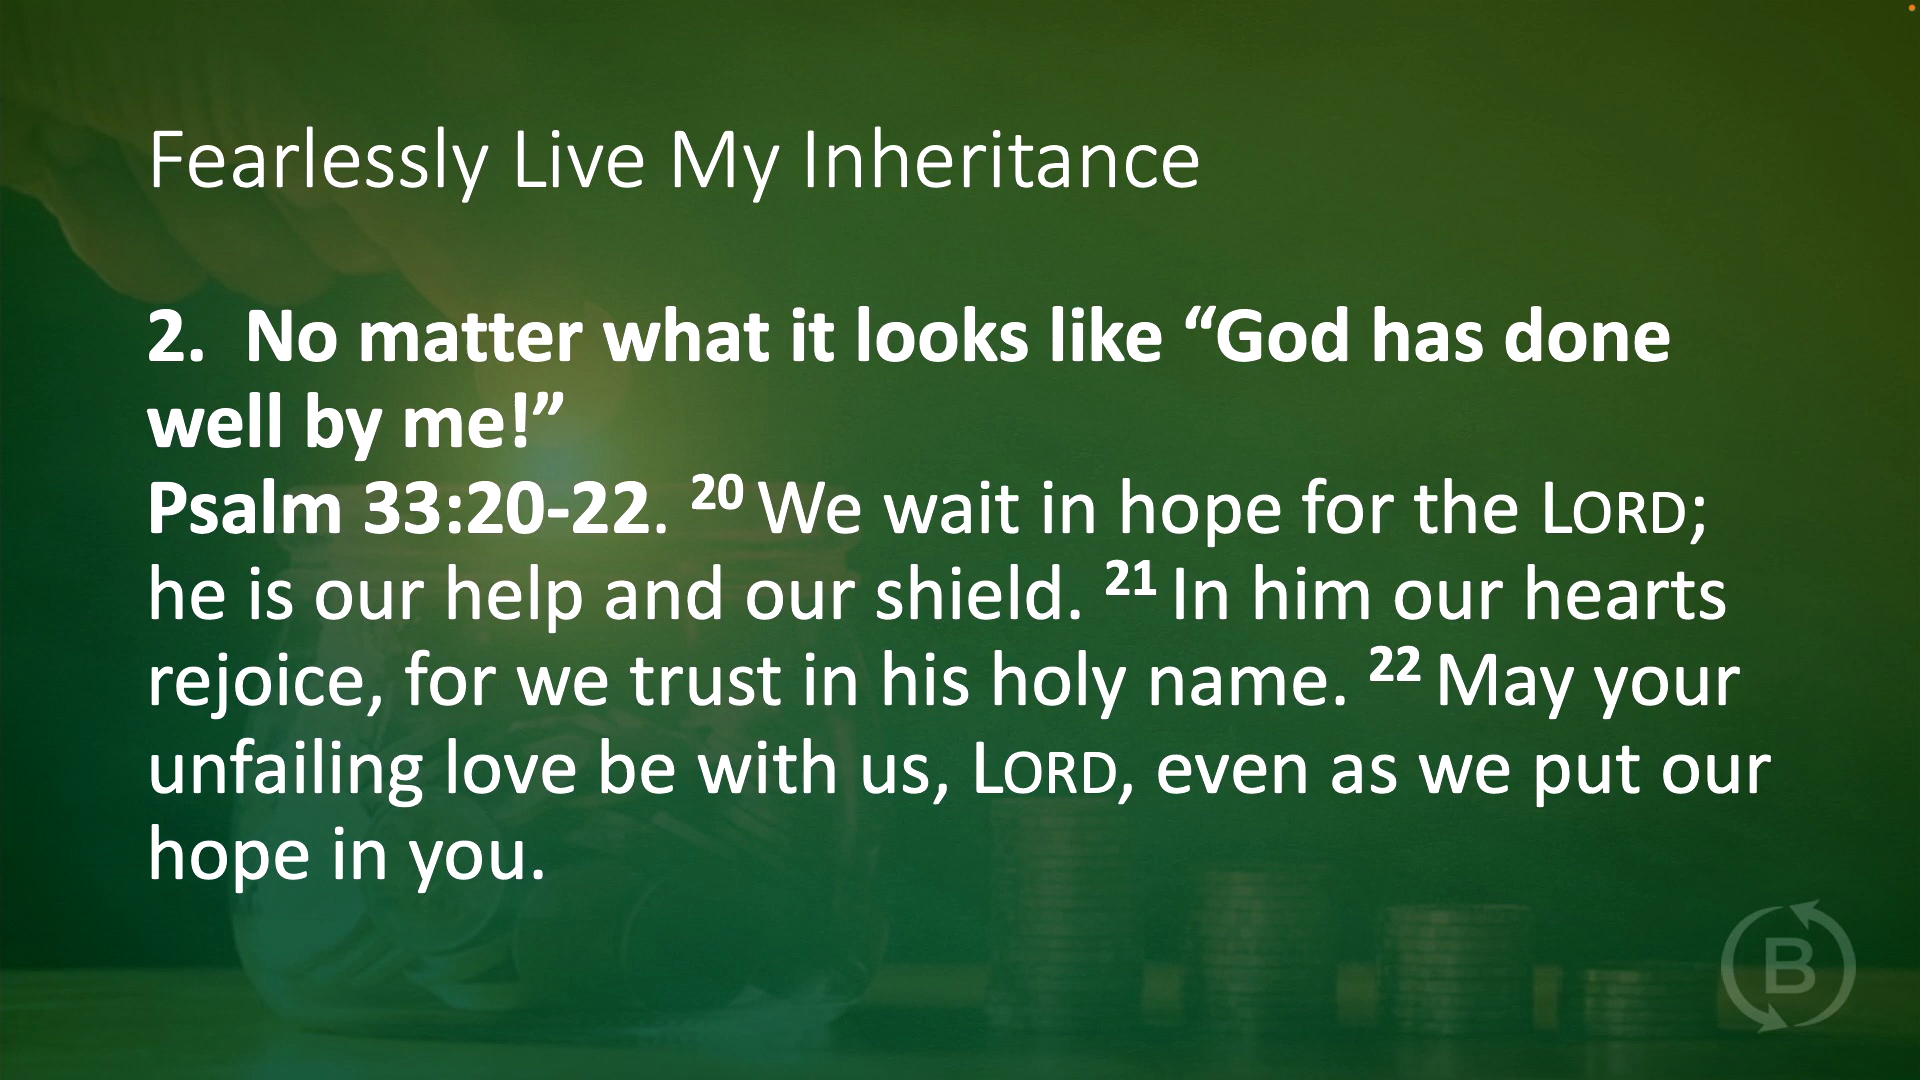 Fearlessly Live My Inheritance
2. No matter what it looks like “God has done
well by me!”
Psalm 33:20-22. 20 We wait in hope for the LORD;
he is our help and our shield. 21 In him our hearts
rejoice, for we trust in his holy name. 22 May your
unfailing love be with us, LORD, even as we put our
hope in you.
B